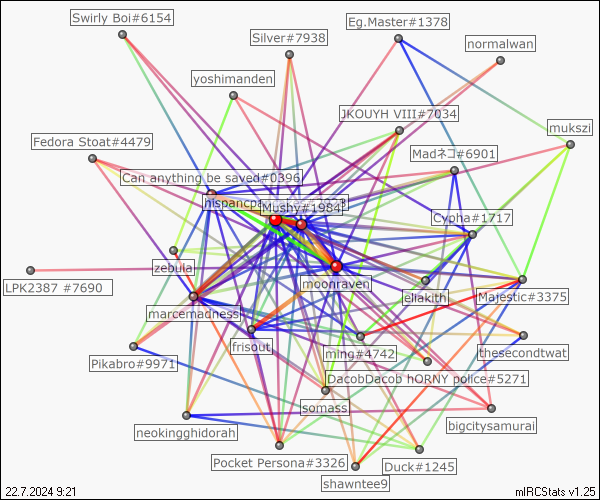 Swirly Boi#6154
Eg.Master#1378
Silver#7938
normalwan
yoshimanden
JKOUYH VIII#7034
mukszi
Fedora Stoat#4479
Madネコ#6901
Can anything be saved#0396
Mushy#1984
Cypha#1717
zebula
moonraven
LPK2387 #7690
eliakith
Majestic#3375
marcemadness
frisout
ming#4742
thesecondtwat
Pikabro#9971
DacobDacob hORNY police#5271
somass
bigcitysamurai
neokingghidorah
Pocket Persona#3326
Duck#1245
shawntee9
22.7.2024 9:21
mIRCStats v1.25